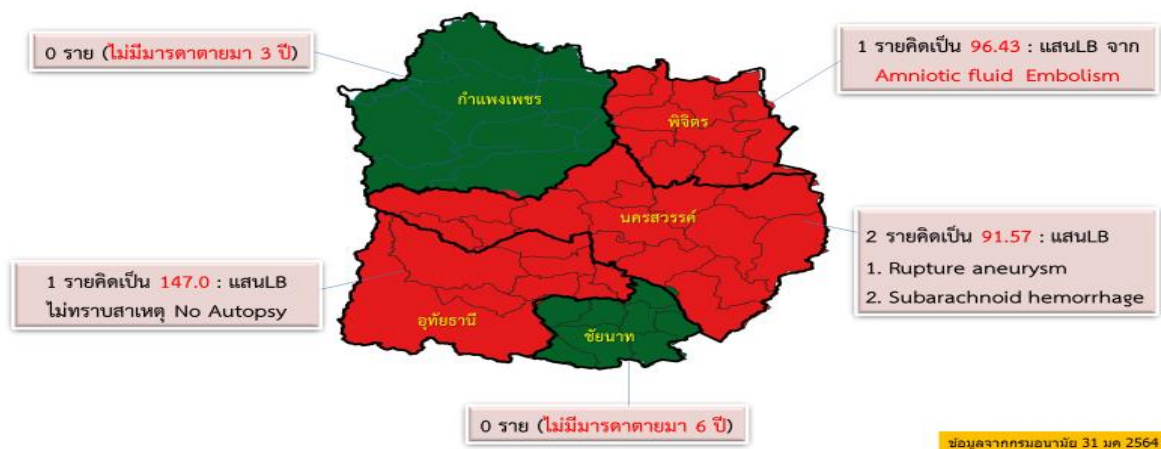 0 ราย (ไม่มีมารดาตายมา 3 ปี)
1 รายคิดเป็น 96.43 : แสนLB จาก
Amniotic fluid Embolism
กำแพงเพชร
พิจิตร
นครสวรรค์
2 รายคิดเป็น 91.57 : แสนLB
1. Rupture aneurysm
2. Subarachnoid hemorrhage
1 รายคิดเป็น 147.0 : แสนLB
ไม่ทราบสาเหตุ No Autopsy
อุทัยธานี
ชัยนาท
0 ราย (ไม่มีมารดาตายมา 6 ปี)
ข้อมูลจากกรมอนามัย 31 มค 2564